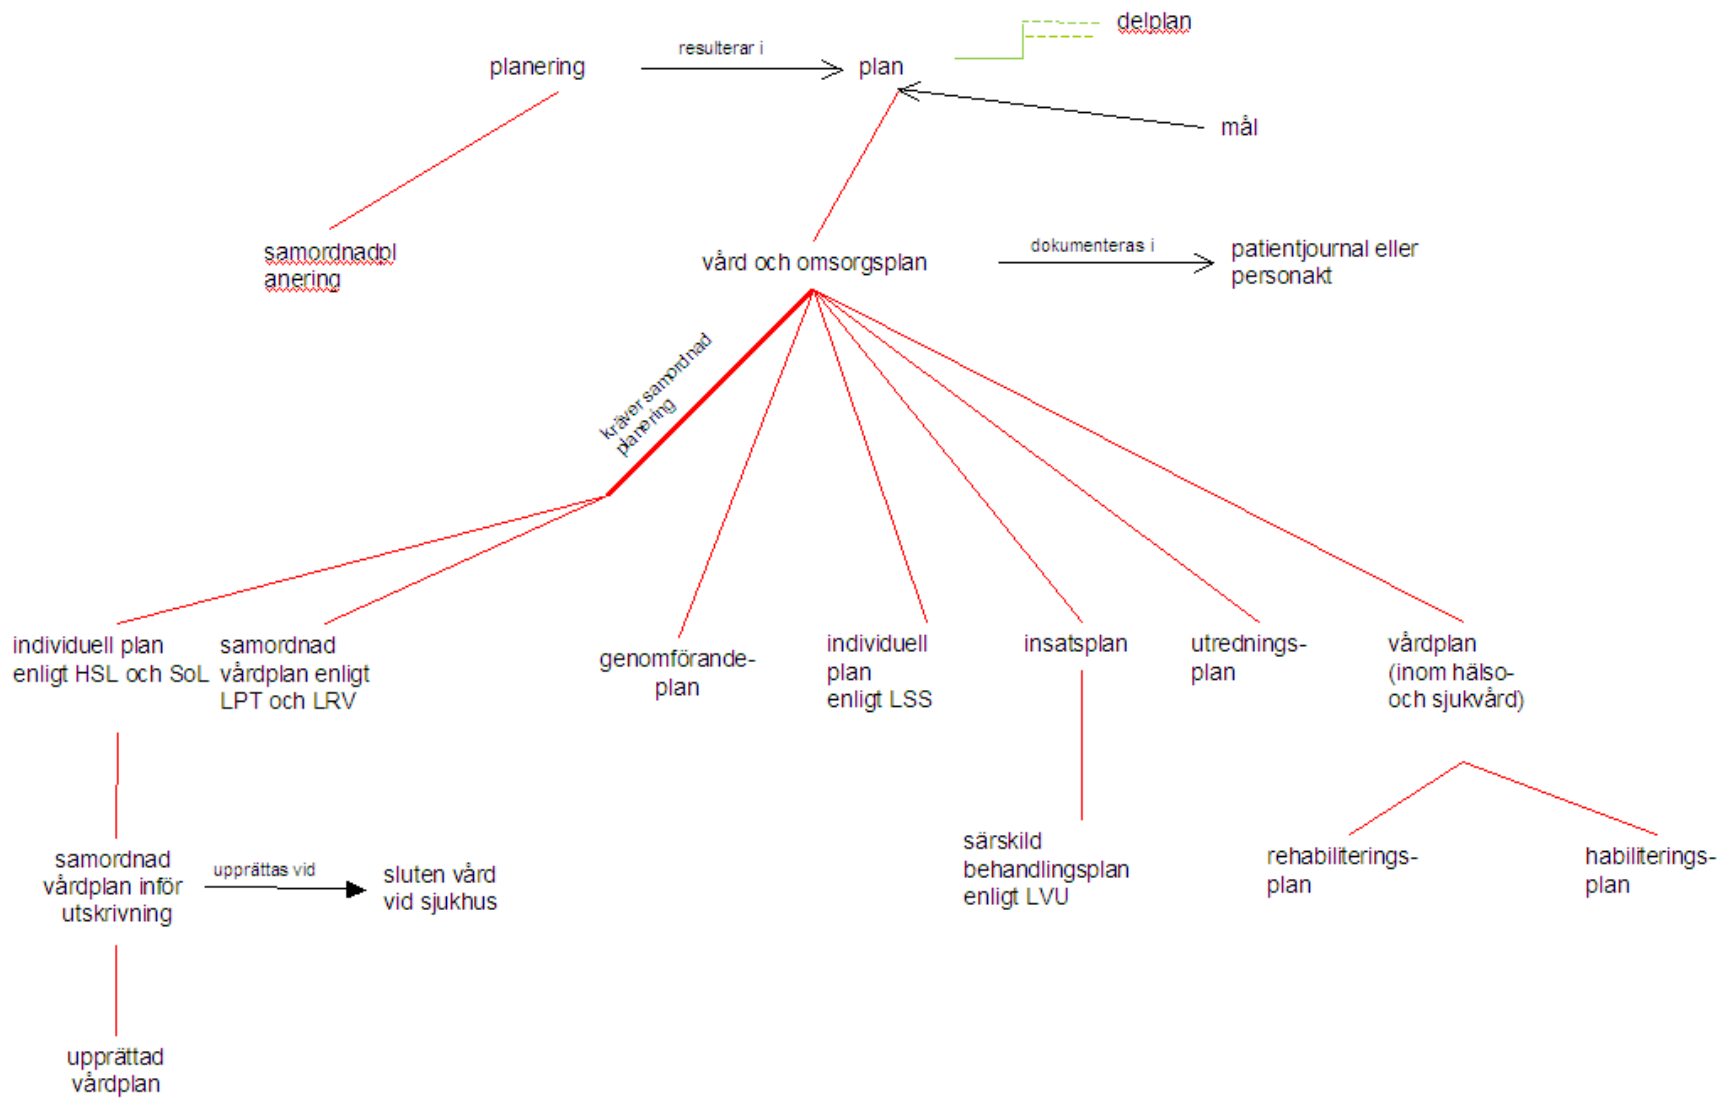 delplan
resulterar i
planering
plan
mål
samordnadpl
anering
vård och omsorgsplan
dokumenteras i
patientjournal eller
personakt
kräver samordnad
planering
individuell plan
enligt HSL och SoL
samordnad
vårdplan enligt
LPT och LRV
genomförande-
plan
individuell
plan
enligt LSS
insatsplan
utrednings-
plan
vårdplan
(inom hälso-
och sjukvård)
samordnad
vårdplan inför
utskrivning
upprättas vid
sluten vård
vid sjukhus
särskild
behandlingsplan
enligt LVU
rehabiliterings-
plan
habiliterings-
plan
upprättad
vårdplan